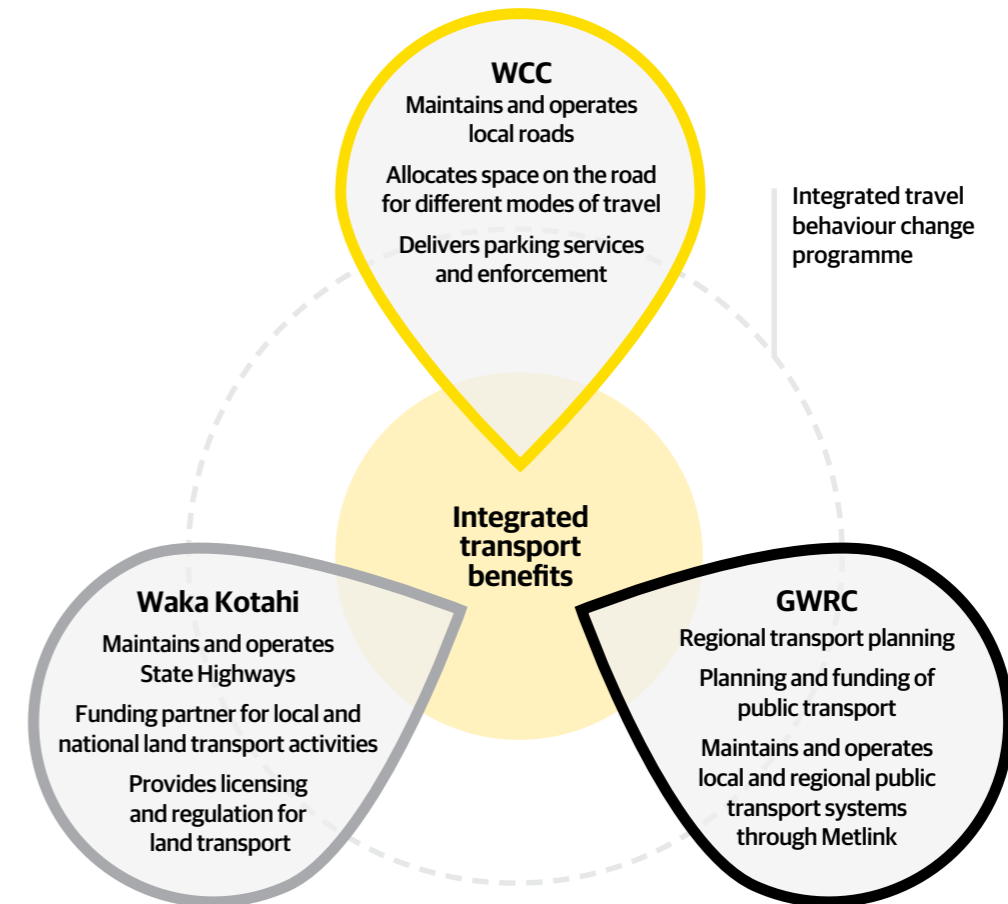 WCC
Maintains and operates
local roads
Allocates space on the road
for different modes of travel
Delivers parking services
and enforcement
Integrated travel
behaviour change
programme
Integrated
transport
benefits
Waka Kotahi
Maintains and operates
State Highways
Funding partner for local and
national land transport activities
Provides licensing
and regulation for
land transport
GWRC
Regional transport planning
Planning and funding of
public transport
Maintains and operates
local and regional public
transport systems
through Metlink